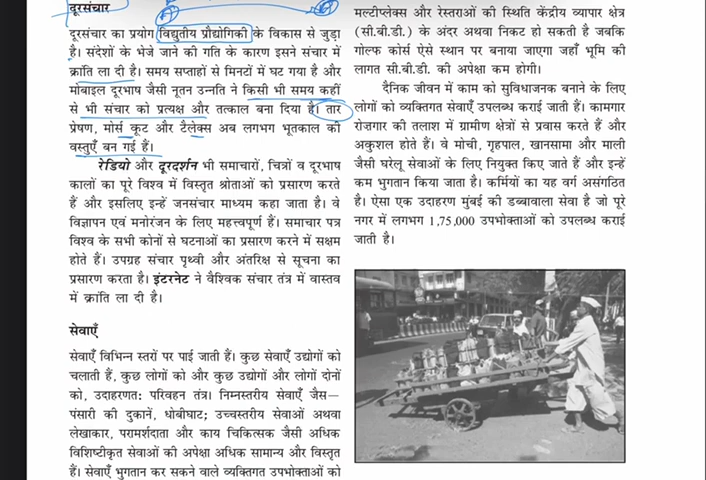 दूरसंचार
दूरसंचार का प्रयोग विद्युतीय प्रौद्योगिकी के विकास से जुड़ा
है। संदेशों के भेजे जाने की गति के कारण इसने संचार में
क्रांति ला दी है। समय सप्ताहों से मिनटों में घट गया है और
मोबाइल दूरभाष जैसी नूतन उन्नति ने किसी भी समय कहीं
से भी संचार को प्रत्यक्ष और तत्काल बना दिया है। तार
प्रेषण, मोर्स कूट और टैलेक्स अब लगभग भूतकाल की
वस्तुएँ बन गई हैं।
रेडियो और दूरदर्शन भी समाचारों, चित्रों व दूरभाष
कालों का पूरे विश्व में विस्तृत श्रोताओं को प्रसारण करते
हैं और इसलिए इन्हें जनसंचार माध्यम कहा जाता है। वे
विज्ञापन एवं मनोरंजन के लिए महत्त्वपूर्ण हैं। समाचार पत्र
विश्व के सभी कोनों से घटनाओं का प्रसारण करने में सक्षम
होते हैं। उपग्रह संचार पृथ्वी और अंतरिक्ष से सूचना का
प्रसारण करता है। इंटरनेट ने वैश्विक संचार तंत्र में वास्तव
में क्रांति ला दी है।
सेवाएँ
सेवाएँ विभिन्न स्तरों पर पाई जाती हैं। कुछ सेवाएँ उद्योगों को
चलाती हैं, कुछ लोगों को और कुछ उद्योगों और लोगों दोनों
को, उदाहरणत: परिवहन तंत्र। निम्नस्तरीय सेवाएँ जैस—
पंसारी की दुकानें, धोबीघाट; उच्चस्तरीय सेवाओं अथवा
लेखाकार, परामर्शदाता और काय चिकित्सक जैसी अधिक
विशिष्टीकृत सेवाओं की अपेक्षा अधिक सामान्य और विस्तृत
हैं। सेवाएँ भुगतान कर सकने वाले व्यक्तिगत उपभोक्ताओं को
मल्टीप्लेक्स और रेस्तराओं की स्थिति केंद्रीय व्यापार क्षेत्र
(सी.बी.डी.) के अंदर अथवा निकट हो सकती है जबकि
गोल्फ कोर्स ऐसे स्थान पर बनाया जाएगा जहाँ भूमि की
लागत सी.बी.डी. की अपेक्षा कम होगी।
दैनिक जीवन में काम को सुविधाजनक बनाने के लिए
लोगों को व्यक्तिगत सेवाएँ उपलब्ध कराई जाती हैं। कामगार
रोजगार की तलाश में ग्रामीण क्षेत्रों से प्रवास करते हैं और
अकुशल होते हैं। वे मोची, गृहपाल, खानसामा और माली
जैसी घरेलू सेवाओं के लिए नियुक्त किए जाते हैं और इन्हें
कम भुगतान किया जाता है। कर्मियों का यह वर्ग असंगठित
है। ऐसा एक उदाहरण मुंबई की डब्बावाला सेवा है जो पूरे
नगर में लगभग 1,75,000 उपभोक्ताओं को उपलब्ध कराई
जाती है।